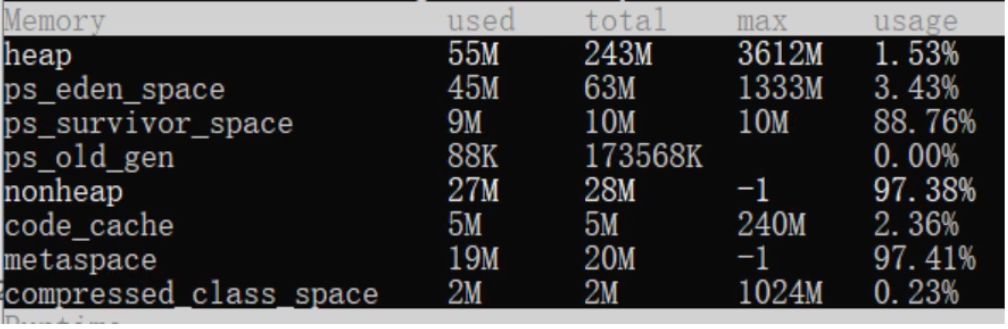 Memory used total max usage
heap 55M 243M 3612M 1.53%
ps_eden_space 45M 63M 1333M 3.43%
ps_survivor_space 9M 10M 10M 88.76%
ps_old_gen 88K 173568K 0.00%
nonheap 27M 28M -1 97.38%
code_cache 5M 5M 240M 2.36%
metaspace 19M 20M -1 97.41%
compressed_class_space 2M 2M 1024M 0.23%